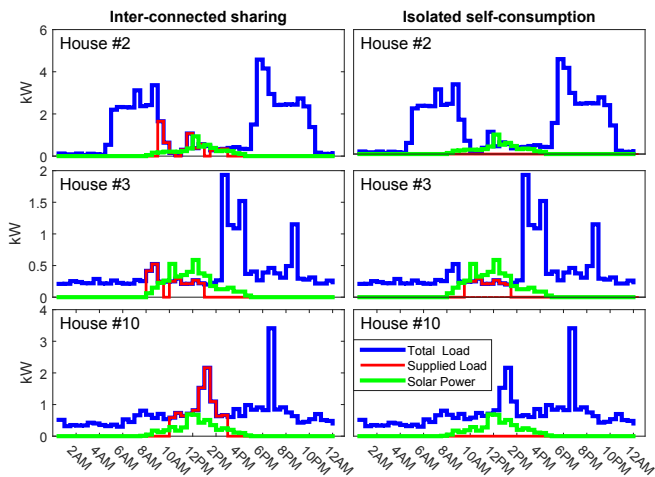 Inter-connected sharing Isolated self-consumption
6 House #2 House #2
4
kW
2
0
2 House #3 House #3
1.5
kW
1
0.5
0
4 House #10 House #10
3
Total Load
2
kW
Supplied Load
1
Solar Power
0
2AM 4AM 6AM 8AM 10AM 12PM 2PM 4PM 6PM 8PM 10PM 12AM 2AM 4AM 6AM 8AM 10AM 12PM 2PM 4PM 6PM 8PM 10PM 12AM